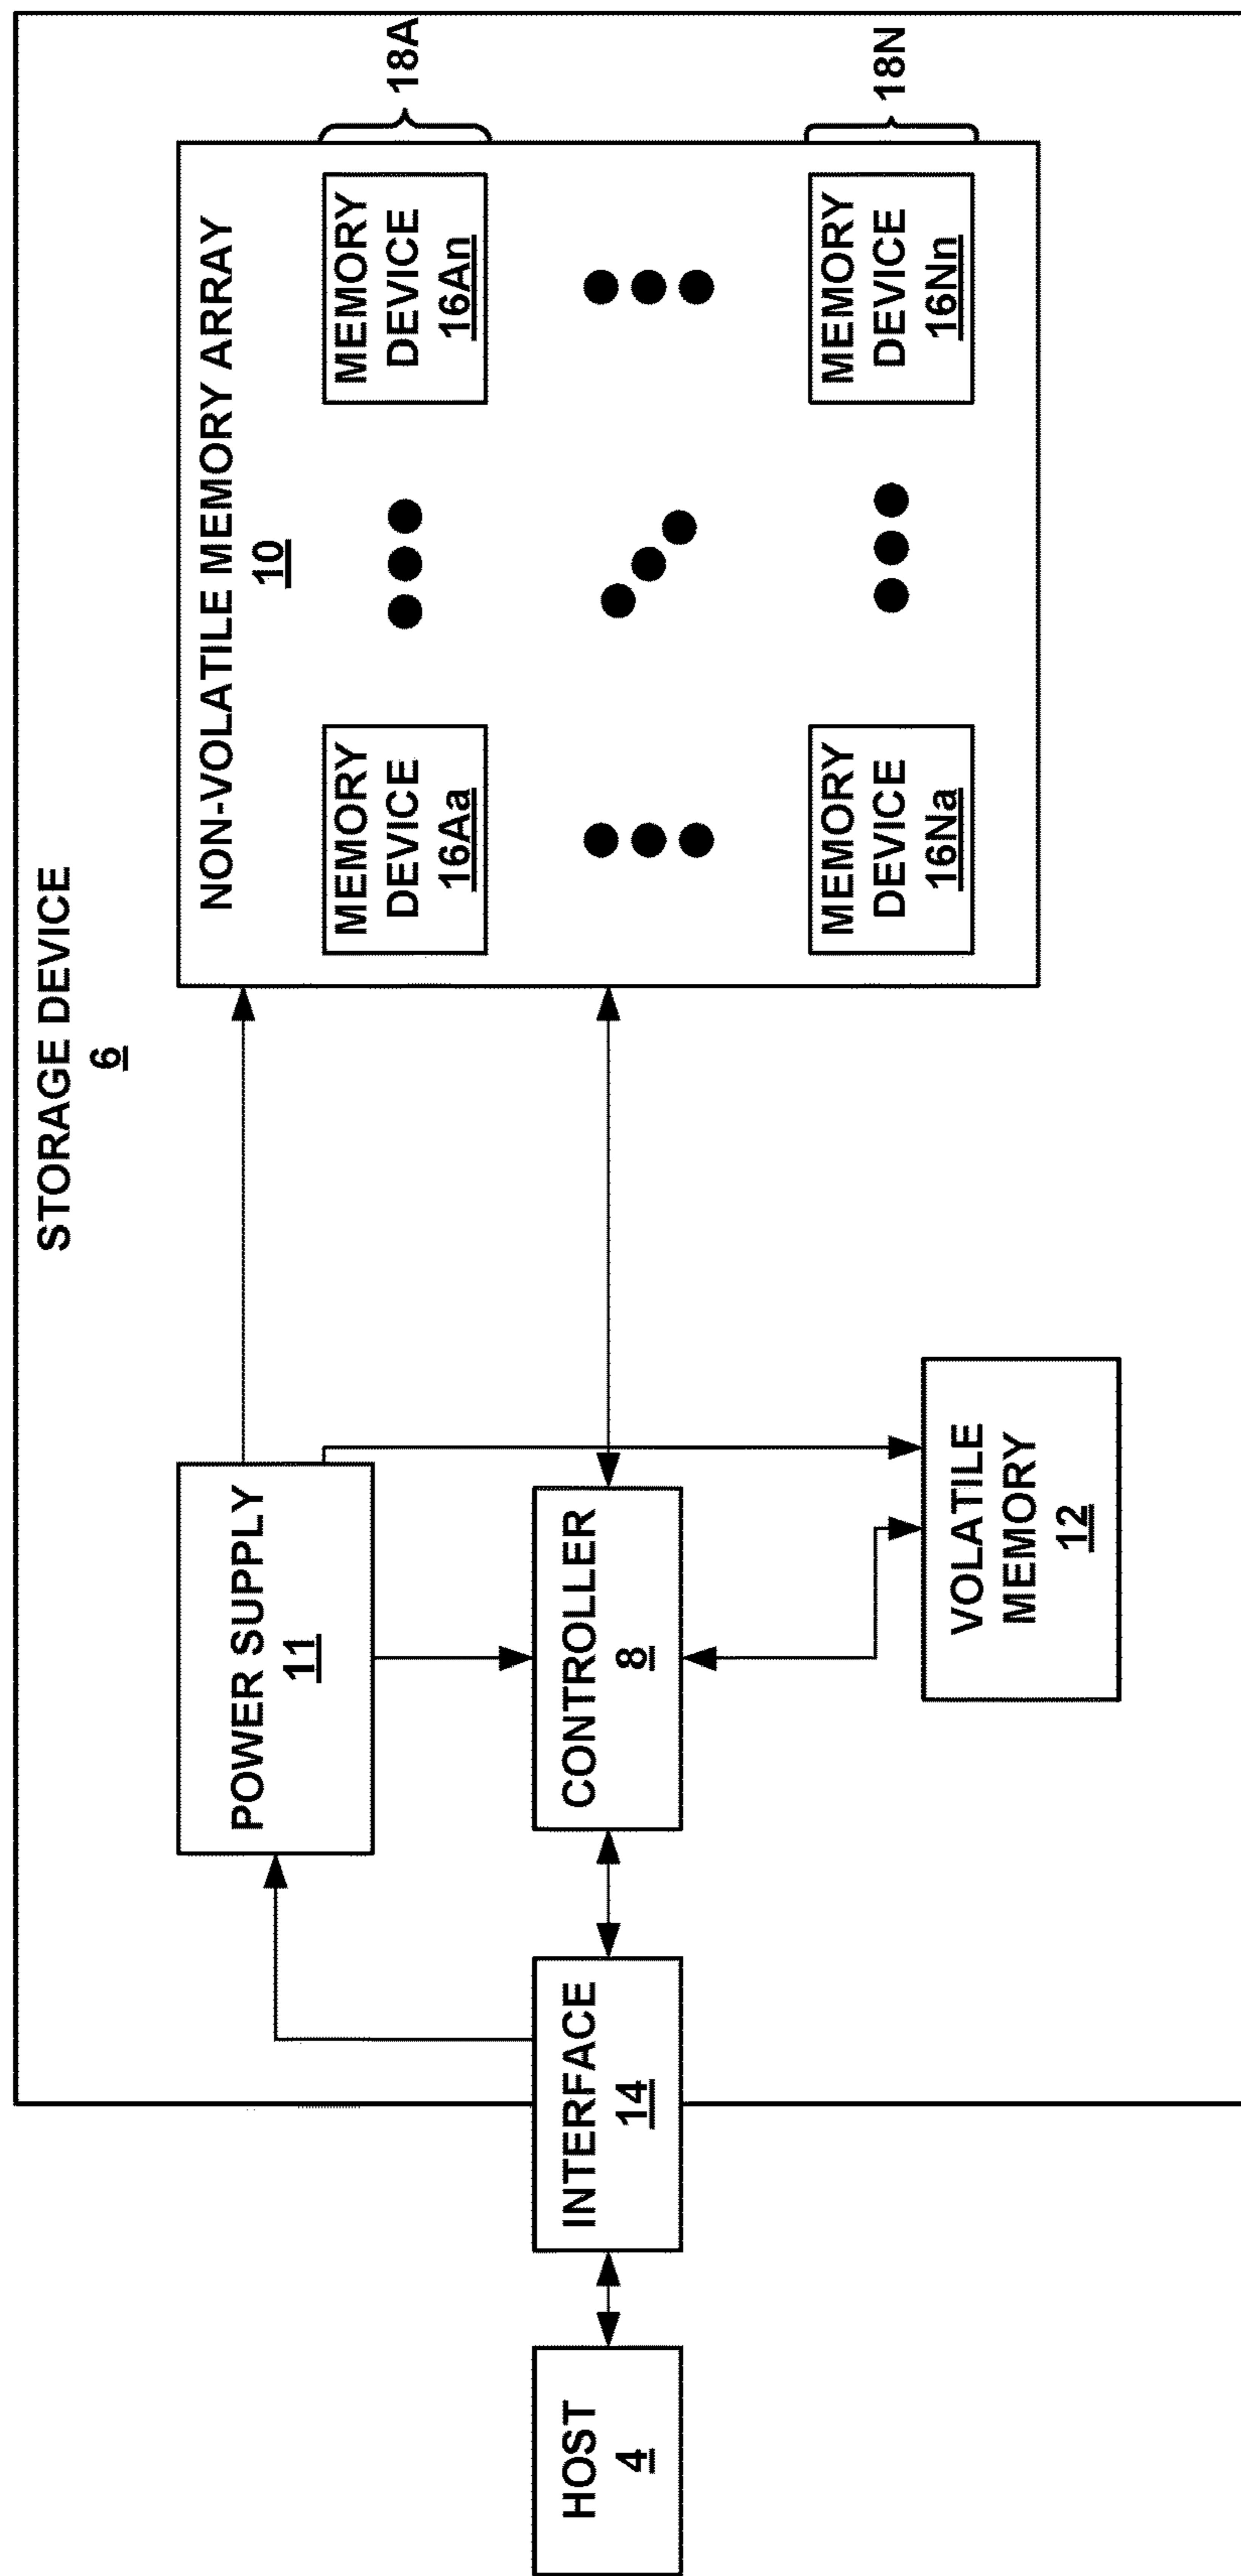 STORAGE DEVICE
6
NON-VOLATILE MEMORY ARRAY
10
MEMORY
DEVICE
16Aa
MEMORY
DEVICE
16An
18A
MEMORY
DEVICE
16Na
MEMORY
DEVICE
16Nn
18N
POWER SUPPLY
11
HOST
4
INTERFACE
14
CONTROLLER
8
VOLATILE
MEMORY
12